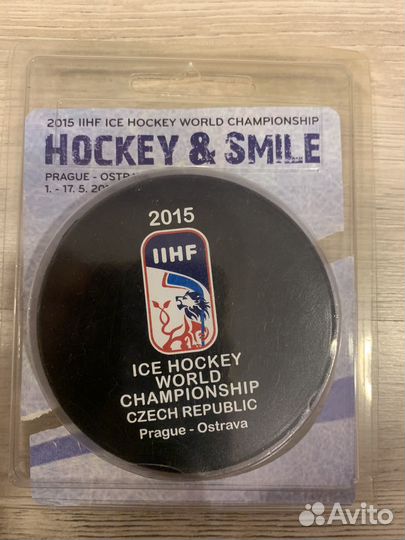 2015 IIHF ICE HOCKEY WORLD CHAMPIONSHIP
HOCKEY & SMILE
PRAGUE - OSTRA
1. - 17. 5. 20
2015
IIHF
ICE HOCKEY
WORLD
CHAMPIONSHIP
CZECH REPUBLIC
Prague - Ostrava
Avito